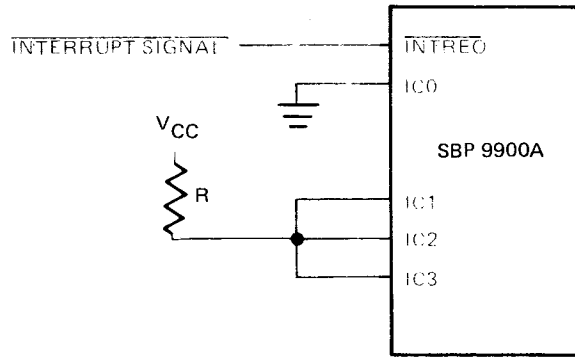 INTERRUPT SIGNAL
INTREQ
IC0
VCC
SBP 9900A
R
IC1
IC2
IC3